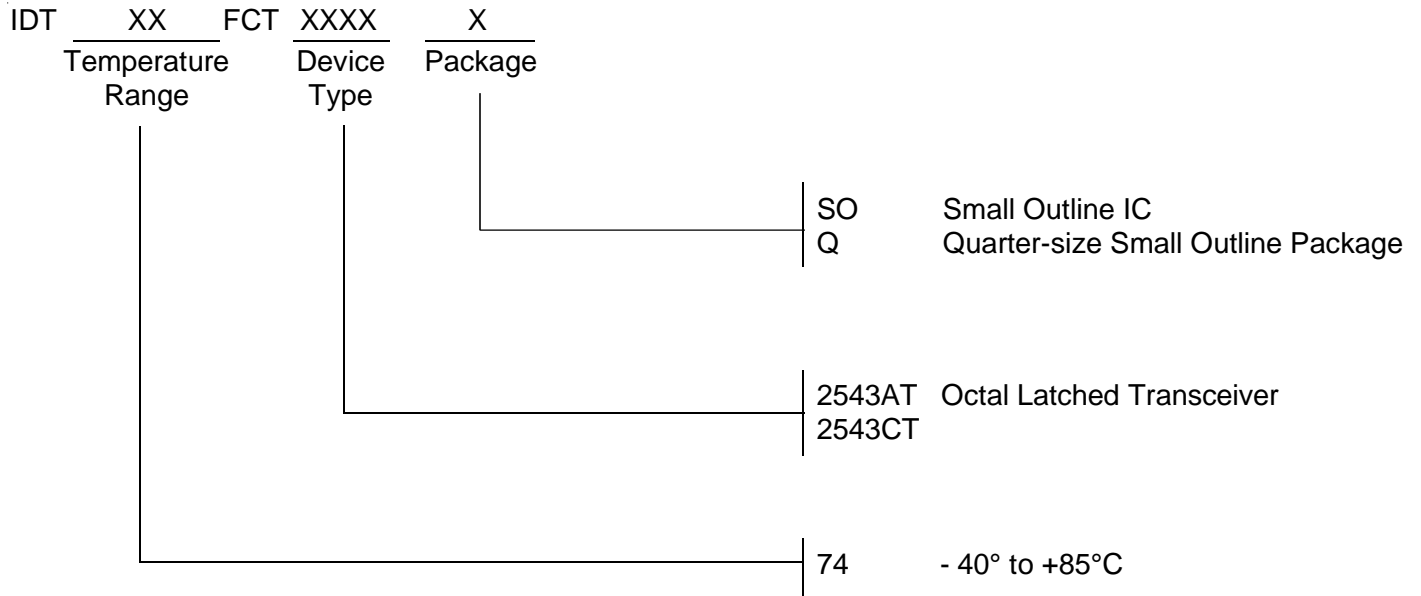 IDT XX FCT XXXX X
Temperature Range
Device Type
Package
SO Small Outline IC
Q Quarter-size Small Outline Package
2543AT Octal Latched Transceiver
2543CT
74 - 40° to +85°C